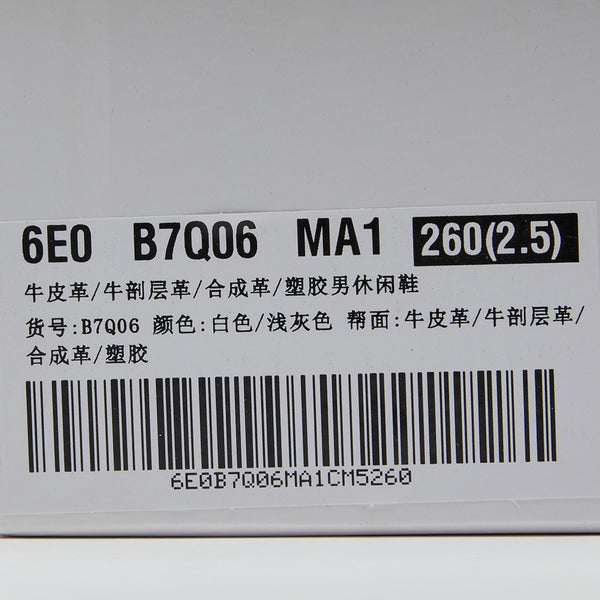 6E0 B7Q06 MA1 260(2.5)
牛皮革/牛剖层革/合成革/塑胶男休闲鞋
货号:B7Q06 颜色:白色/浅灰色 帮面:牛皮革/牛剖层革/
合成革/塑胶
6E0B7Q06MA1CM5260